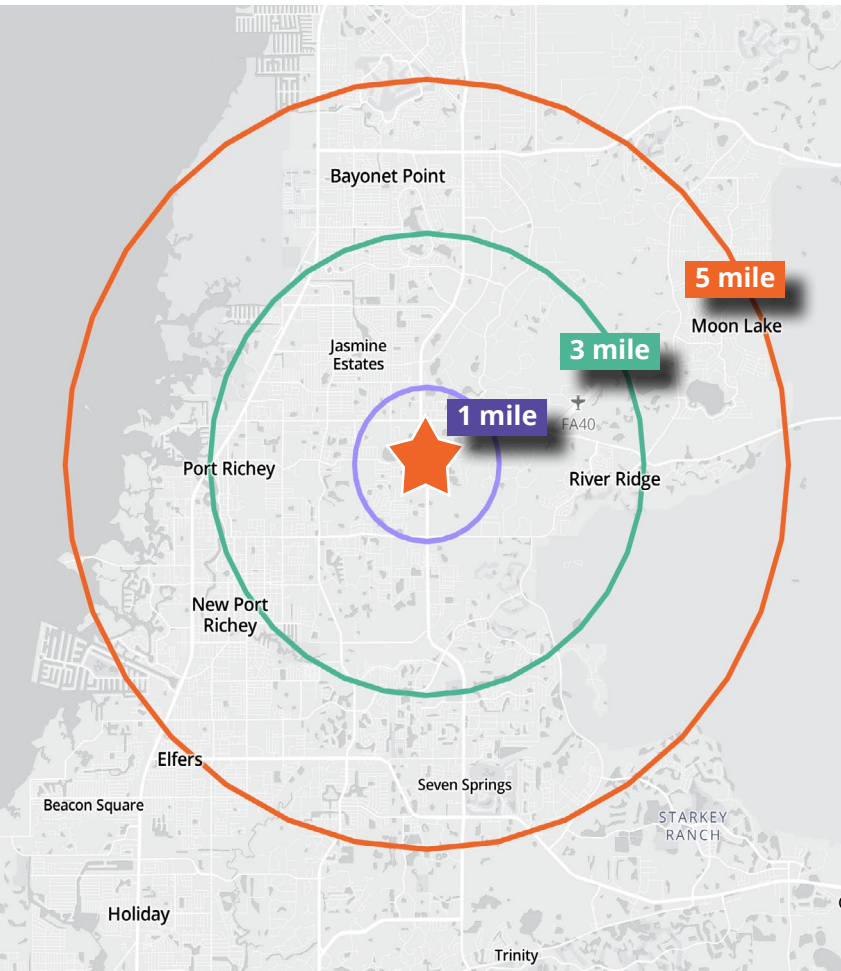 Bayonet Point
5 mile
Moon Lake
Jasmine
Estates
3 mile
1 mile
FA40
Port Richey
River Ridge
New Port
Richey
Elfers
Seven Springs
Beacon Square
STARKEY
RANCH
Holiday
Trinity